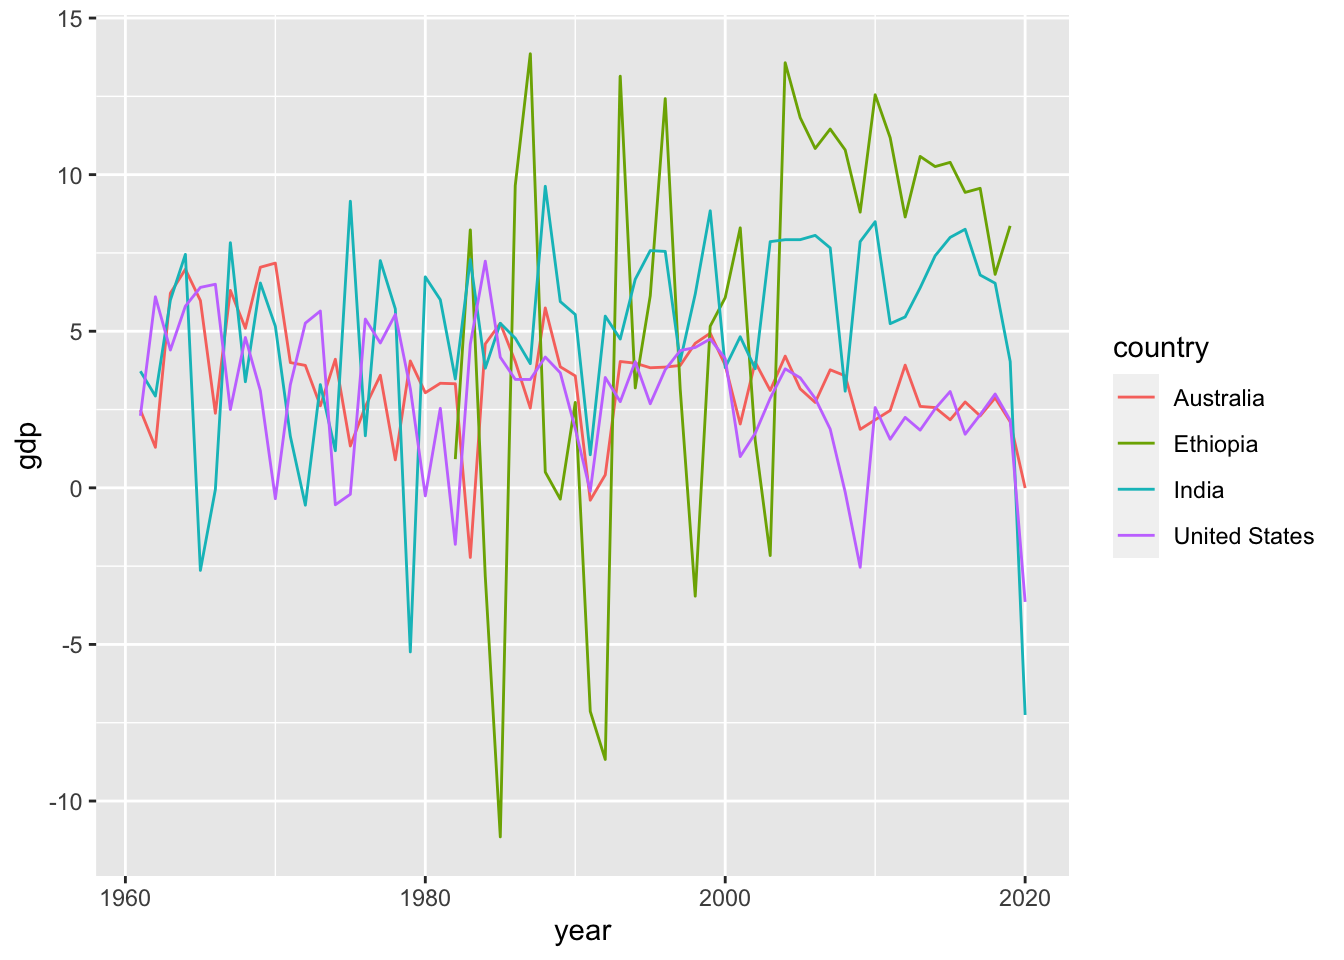 15
10
5
0
-5
-10
gdp
1960
1980
2000
2020
year
country
Australia
Ethiopia
India
United States